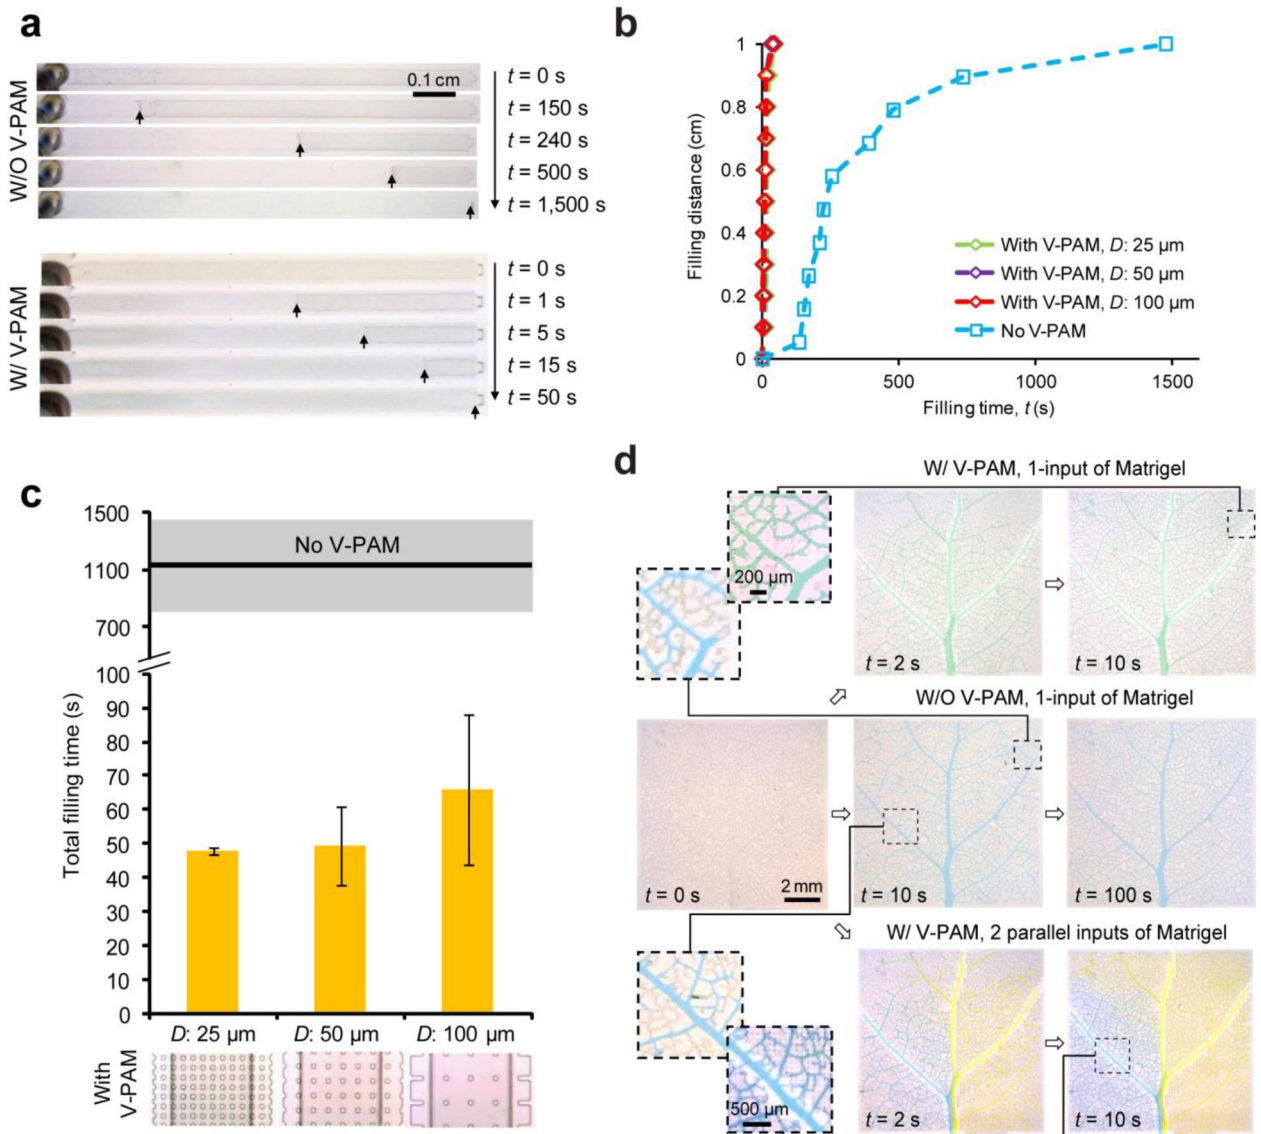 a
W/O V-PAM
0.1 cm
t = 0 s
t = 150 s
t = 240 s
t = 500 s
t = 1,500 s
W/ V-PAM
t = 0 s
t = 1 s
t = 5 s
t = 15 s
t = 50 s
b
Filling distance (cm)
1
0.8
0.6
0.4
0.2
0
0 500 1000 1500
Filling time, t (s)
With V-PAM, D: 25 µm
With V-PAM, D: 50 µm
With V-PAM, D: 100 µm
No V-PAM
c
Total filling time (s)
1500
1100
700
100
90
80
70
60
50
40
30
20
10
0
No V-PAM
D: 25 µm D: 50 µm D: 100 µm
With
V-PAM
d
W/ V-PAM, 1-input of Matrigel
200 µm
t = 2 s
t = 10 s
W/O V-PAM, 1-input of Matrigel
t = 0 s
2 mm
t = 10 s
t = 100 s
W/ V-PAM, 2 parallel inputs of Matrigel
500 µm
t = 2 s
t = 10 s